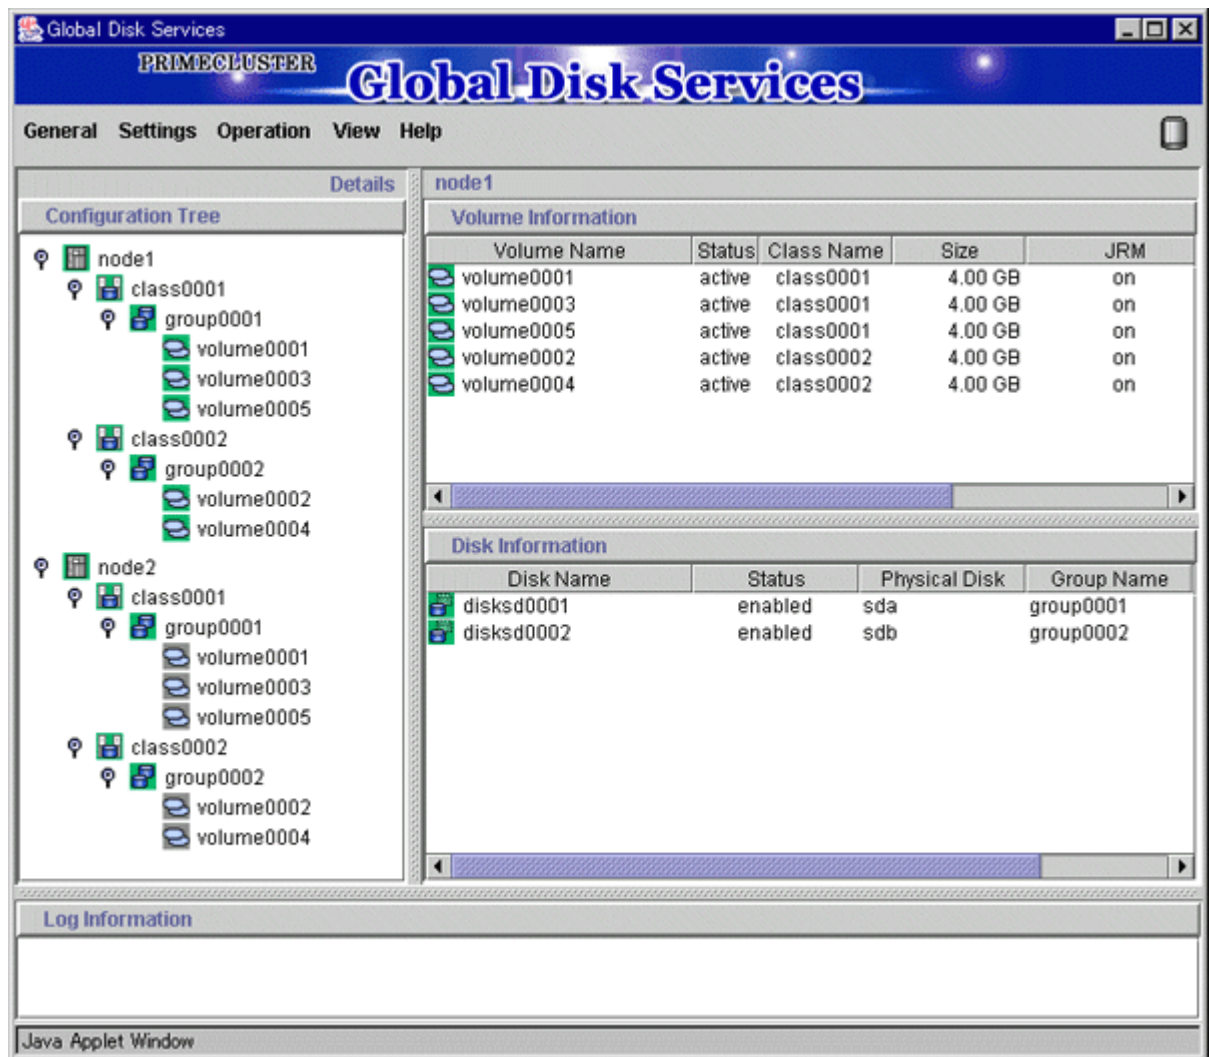 Global Disk Services
PRIMECLUSTER Global Disk Services
General Settings Operation View Help
Details
Configuration Tree
node1
class0001
group0001
volume0001
volume0003
volume0005
class0002
group0002
volume0002
volume0004
node2
class0001
group0001
volume0001
volume0003
volume0005
class0002
group0002
volume0002
volume0004
node1
Volume Information
Volume Name Status Class Name Size JRM
volume0001 active class0001 4.00 GB on
volume0003 active class0001 4.00 GB on
volume0005 active class0001 4.00 GB on
volume0002 active class0002 4.00 GB on
volume0004 active class0002 4.00 GB on
Disk Information
Disk Name Status Physical Disk Group Name
disksd0001 enabled sda group0001
disksd0002 enabled sdb group0002
Log Information
Java Applet Window